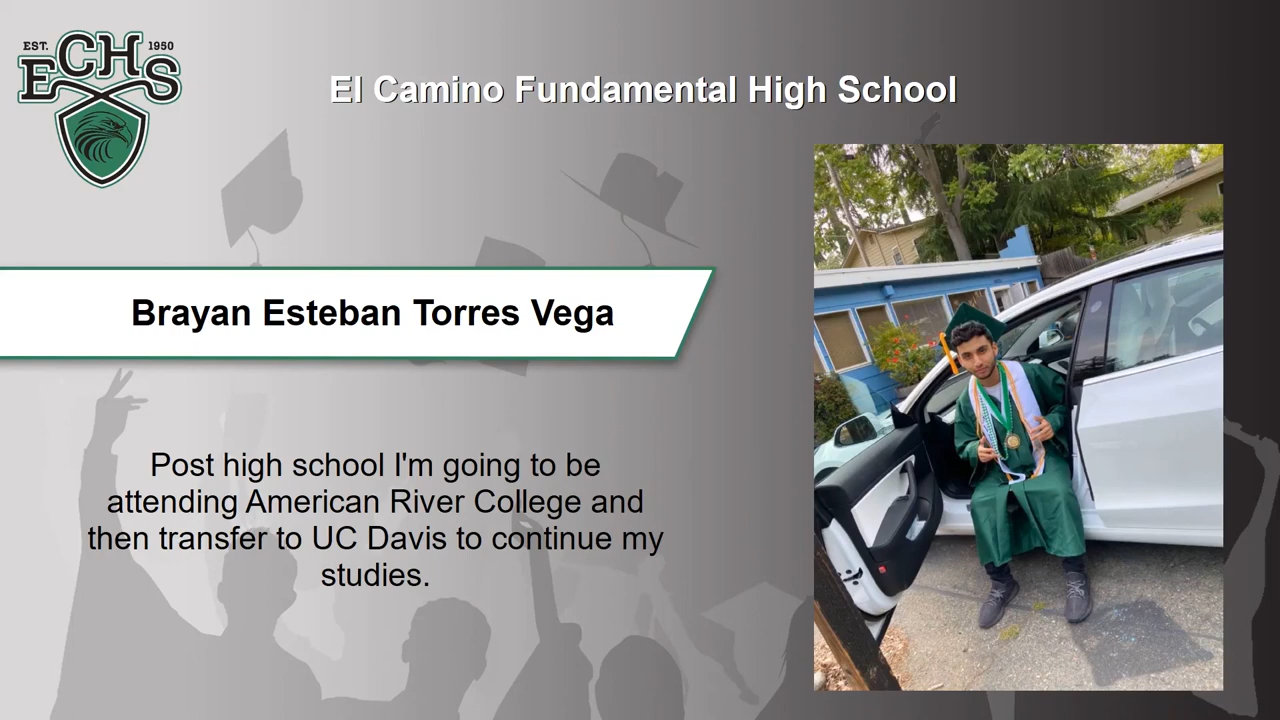 EST. 1950
ECHS
El Camino Fundamental High School
Brayan Esteban Torres Vega
Post high school I'm going to be
attending American River College and
then transfer to UC Davis to continue my
studies.